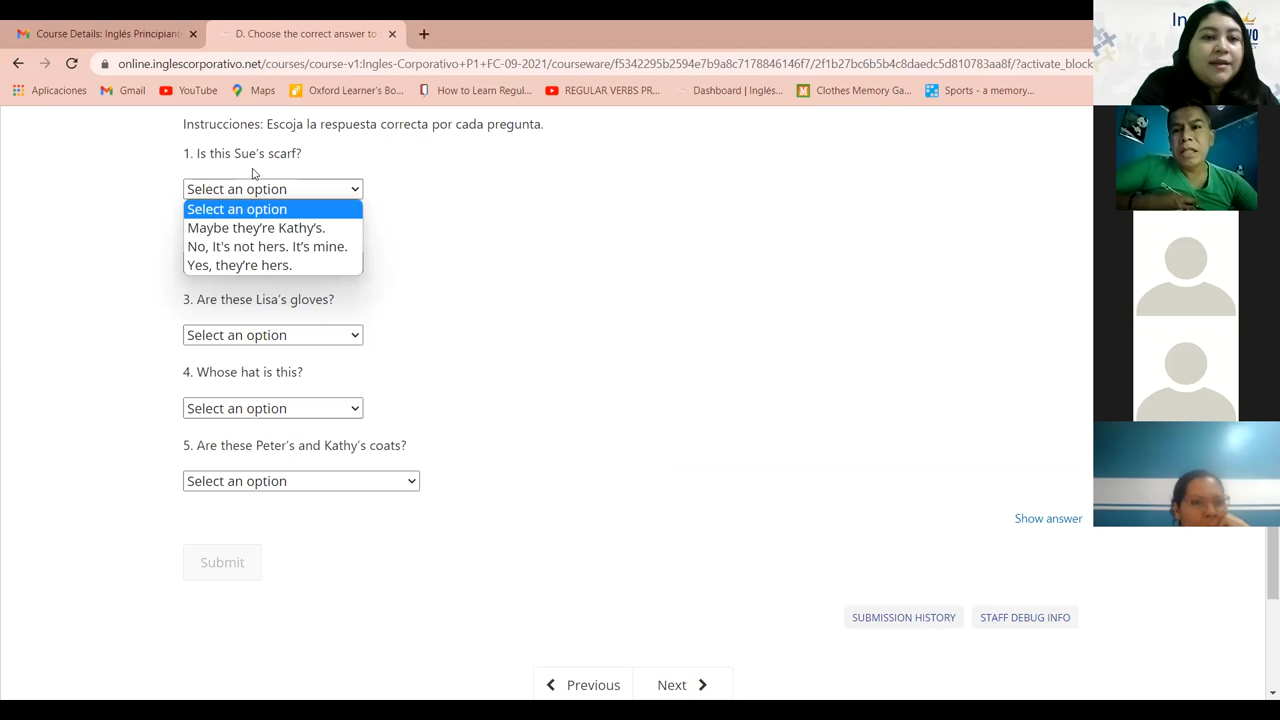 Course Details: Inglés Principiant
D. Choose the correct answer to
online.inglescorporativo.net/courses/course-v1:Ingles-Corporativo+P1+FC-09-2021/courseware/f5342295b2594e7b9a8c7178846146f7/2f1b27bc6b5b4c8daedc5d810783aa8f/?activate_block
Aplicaciones
Gmail
YouTube
Maps
Oxford Learner's Bo...
How to Learn Regul...
REGULAR VERBS PR...
Dashboard | Inglés...
Clothes Memory Ga...
Sports - a memory...
Instrucciones: Escoja la respuesta correcta por cada pregunta.
1. Is this Sue's scarf?
Select an option
Select an option
Maybe they're Kathy's.
No, It's not hers. It's mine.
Yes, they're hers.
3. Are these Lisa's gloves?
Select an option
4. Whose hat is this?
Select an option
5. Are these Peter's and Kathy's coats?
Select an option
Show answer
Submit
SUBMISSION HISTORY
STAFF DEBUG INFO
Previous
Next